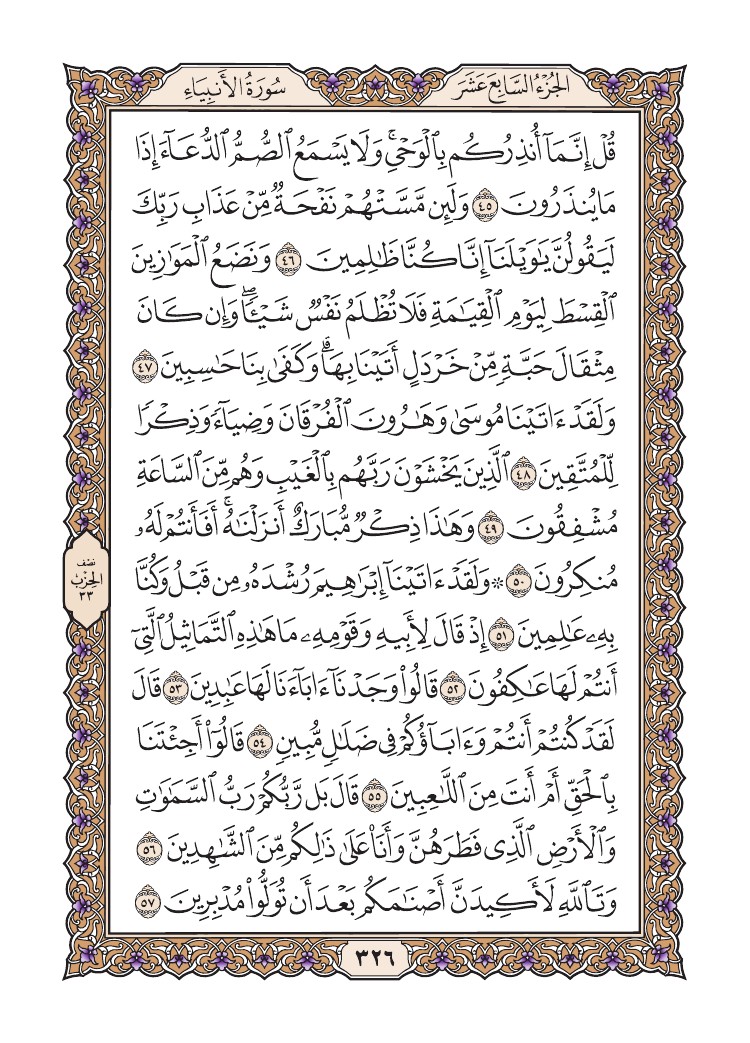 الجُزْءُ السَّابِعَ عَشَرَ
سُورَةُ الأَنبِيَاءِ
قُلْ إِنَّمَآ أُنذِرُكُم بِٱلْوَحْىِ ۚ وَلَا يَسْمَعُ ٱلصُّمُّ ٱلدُّعَآءَ إِذَا
مَا يُنذَرُونَ ٤٥ وَلَئِن مَّسَّتْهُمْ نَفْحَةٌ مِّنْ عَذَابِ رَبِّكَ
لَيَقُولُنَّ يَٰوَيْلَنَآ إِنَّا كُنَّا ظَٰلِمِينَ ٤٦ وَنَضَعُ ٱلْمَوَٰزِينَ
ٱلْقِسْطَ لِيَوْمِ ٱلْقِيَٰمَةِ فَلَا تُظْلَمُ نَفْسٌ شَيْـًٔا ۖ وَإِن كَانَ
مِثْقَالَ حَبَّةٍ مِّنْ خَرْدَلٍ أَتَيْنَا بِهَا ۗ وَكَفَىٰ بِنَا حَٰسِبِينَ ٤٧
وَلَقَدْ ءَاتَيْنَا مُوسَىٰ وَهَٰرُونَ ٱلْفُرْقَانَ وَضِيَآءً وَذِكْرًا
لِّلْمُتَّقِينَ ٤٨ ٱلَّذِينَ يَخْشَوْنَ رَبَّهُم بِٱلْغَيْبِ وَهُم مِّنَ ٱلسَّاعَةِ
مُشْفِقُونَ ٤٩ وَهَٰذَا ذِكْرٌ مُّبَارَكٌ أَنزَلْنَٰهُ ۚ أَفَأَنتُمْ لَهُۥ
مُنكِرُونَ ٥٠ ۞ وَلَقَدْ ءَاتَيْنَآ إِبْرَٰهِيمَ رُشْدَهُۥ مِن قَبْلُ وَكُنَّا
بِهِۦ عَٰلِمِينَ ٥١ إِذْ قَالَ لِأَبِيهِ وَقَوْمِهِۦ مَا هَٰذِهِ ٱلتَّمَاثِيلُ ٱلَّتِىٓ
أَنتُمْ لَهَا عَٰكِفُونَ ٥٢ قَالُوا۟ وَجَدْنَآ ءَابَآءَنَا لَهَا عَٰبِدِينَ ٥٣ قَالَ
لَقَدْ كُنتُمْ أَنتُمْ وَءَابَآؤُكُمْ فِى ضَلَٰلٍ مُّبِينٍ ٥٤ قَالُوٓا۟ أَجِئْتَنَا
بِٱلْحَقِّ أَمْ أَنتَ مِنَ ٱللَّٰعِبِينَ ٥٥ قَالَ بَل رَّبُّكُمْ رَبُّ ٱلسَّمَٰوَٰتِ
وَٱلْأَرْضِ ٱلَّذِى فَطَرَهُنَّ وَأَنَا۠ عَلَىٰ ذَٰلِكُم مِّنَ ٱلشَّٰهِدِينَ ٥٦
وَتَٱللَّهِ لَأَكِيدَنَّ أَصْنَٰمَكُم بَعْدَ أَن تُوَلُّوا۟ مُدْبِرِينَ ٥٧
نصف
الحزب
٣٣
٣٢٦